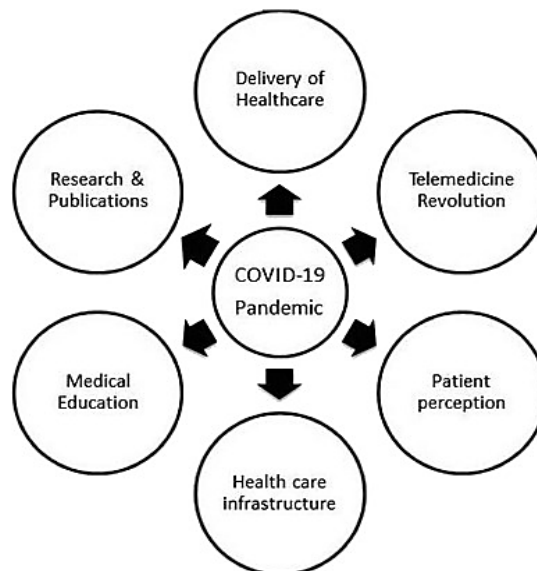 Delivery of
Healthcare
Research &
Publications
Telemedicine
Revolution
COVID-19
Pandemic
Medical
Education
Patient
perception
Health care
infrastructure